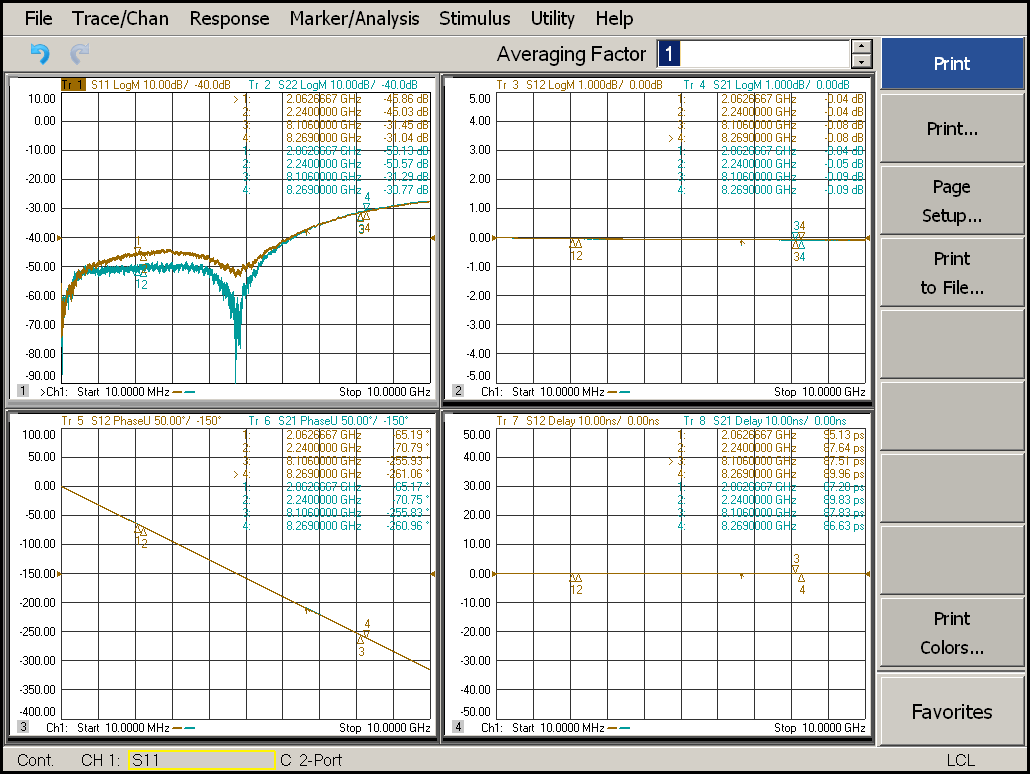 File Trace/Chan Response Marker/Analysis Stimulus Utility Help
Averaging Factor 1
Print
Print...
Page
Setup...
Print
to File...
Print
Colors...
Favorites
Tr 1 S11 LogM 10.00dB/ -40.0dB Tr 2 S22 LogM 10.00dB/ -40.0dB
10.00
0.00
-10.00
-20.00
-30.00
-40.00
-50.00
-60.00
-70.00
-80.00
-90.00
> 1: 2.0626667 GHz -45.86 dB
2: 2.2400000 GHz -45.03 dB
3: 8.1060000 GHz -31.45 dB
4: 8.2690000 GHz -31.04 dB
1: 2.0626667 GHz -50.13 dB
2: 2.2400000 GHz -50.57 dB
3: 8.1060000 GHz -31.29 dB
4: 8.2690000 GHz -30.77 dB
1
12
4
34
3
1 >Ch1: Start 10.0000 MHz Stop 10.0000 GHz
Tr 3 S12 LogM 1.000dB/ 0.00dB Tr 4 S21 LogM 1.000dB/ 0.00dB
5.00
4.00
3.00
2.00
1.00
0.00
-1.00
-2.00
-3.00
-4.00
-5.00
1: 2.0626667 GHz -0.04 dB
2: 2.2400000 GHz -0.04 dB
3: 8.1060000 GHz -0.08 dB
> 4: 8.2690000 GHz -0.08 dB
1: 2.0626667 GHz -0.04 dB
2: 2.2400000 GHz -0.05 dB
3: 8.1060000 GHz -0.09 dB
4: 8.2690000 GHz -0.09 dB
12
34
34
2 Ch1: Start 10.0000 MHz Stop 10.0000 GHz
Tr 5 S12 PhaseU 50.00°/ -150° Tr 6 S21 PhaseU 50.00°/ -150°
100.00
50.00
0.00
-50.00
-100.00
-150.00
-200.00
-250.00
-300.00
-350.00
-400.00
1: 2.0626667 GHz -65.19 °
2: 2.2400000 GHz -70.79 °
3: 8.1060000 GHz -255.93 °
> 4: 8.2690000 GHz -261.06 °
1: 2.0626667 GHz -65.17 °
2: 2.2400000 GHz -70.75 °
3: 8.1060000 GHz -255.83 °
4: 8.2690000 GHz -260.96 °
12
4
3
3 Ch1: Start 10.0000 MHz Stop 10.0000 GHz
Tr 7 S12 Delay 10.00ns/ 0.00ns Tr 8 S21 Delay 10.00ns/ 0.00ns
50.00
40.00
30.00
20.00
10.00
0.00
-10.00
-20.00
-30.00
-40.00
-50.00
1: 2.0626667 GHz 95.13 ps
2: 2.2400000 GHz 87.64 ps
> 3: 8.1060000 GHz 87.51 ps
4: 8.2690000 GHz 89.96 ps
1: 2.0626667 GHz 87.20 ps
2: 2.2400000 GHz 89.83 ps
3: 8.1060000 GHz 87.83 ps
4: 8.2690000 GHz 86.63 ps
12
3
4
4 Ch1: Start 10.0000 MHz Stop 10.0000 GHz
Cont. CH 1: S11 C 2-Port LCL